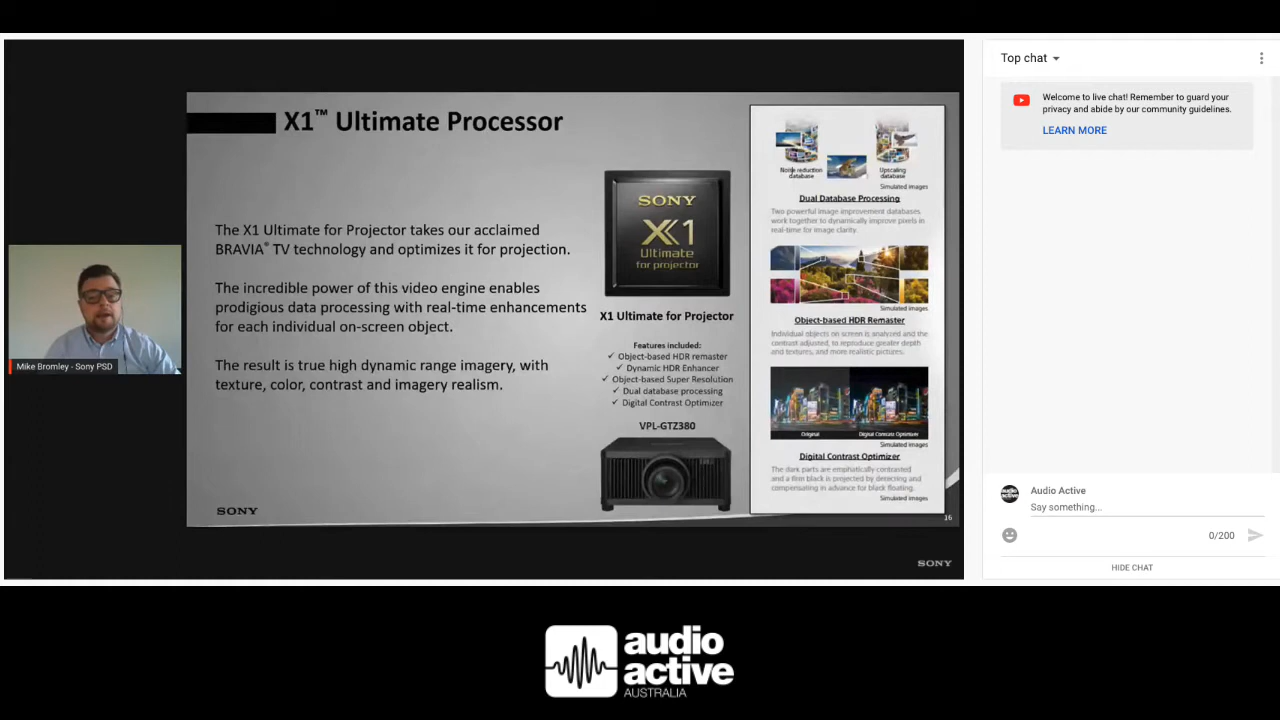 X1™ Ultimate Processor
The X1 Ultimate for Projector takes our acclaimed
BRAVIA® TV technology and optimizes it for projection.
The incredible power of this video engine enables
prodigious data processing with real-time enhancements
for each individual on-screen object.
The result is true high dynamic range imagery, with
texture, color, contrast and imagery realism.
SONY
Mike Bromley - Sony PSD
SONY
X1
Ultimate
for projector
X1 Ultimate for Projector
Features included:
✓ Object-based HDR remaster
✓ Dynamic HDR Enhancer
✓ Object-based Super Resolution
✓ Dual database processing
✓ Digital Contrast Optimizer
VPL-GTZ380
Noise reduction
database
Upscaling
database
Simulated images
Dual Database Processing
Two powerful image improvement databases,
work together to dynamically improve pixels in
real-time for image clarity.
Simulated images
Object-based HDR Remaster
Individual objects on screen is analyzed and the
contrast adjusted, to reproduce greater depth
and textures, and more realistic pictures.
Original
Digital Contrast Optimizer
Simulated images
Digital Contrast Optimizer
The dark parts are emphatically contrasted
and a firm black is projected by detecting and
compensating in advance for black floating.
Simulated images
16
SONY
Top chat
Welcome to live chat! Remember to guard your
privacy and abide by our community guidelines.
LEARN MORE
audio active
Audio Active
Say something...
0/200
HIDE CHAT
audio
active
AUSTRALIA